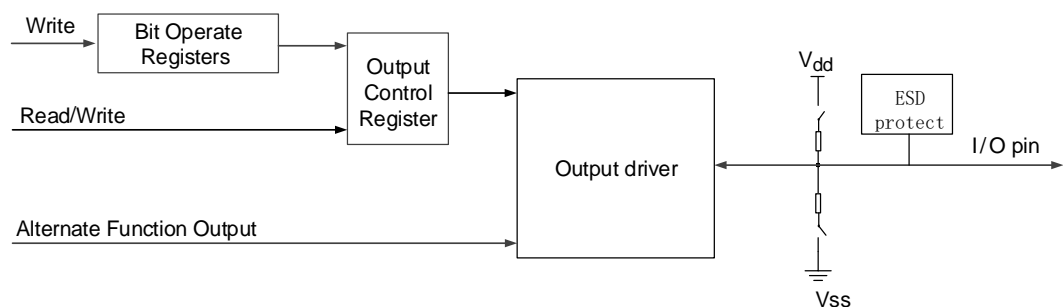 Write
Bit Operate
Registers
Output
Control
Register
Read/Write
Alternate Function Output
Output driver
Vdd
ESD
protect
I/O pin
Vss